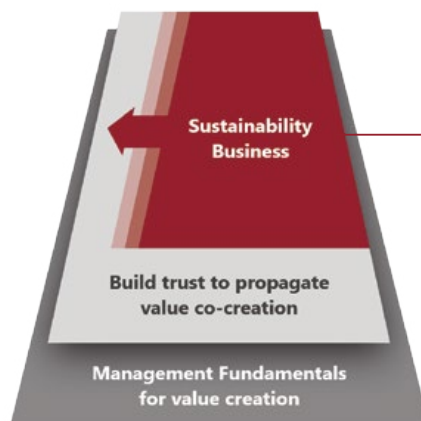 Sustainability
Business
Build trust to propagate
value co-creation
Management Fundamentals
for value creation